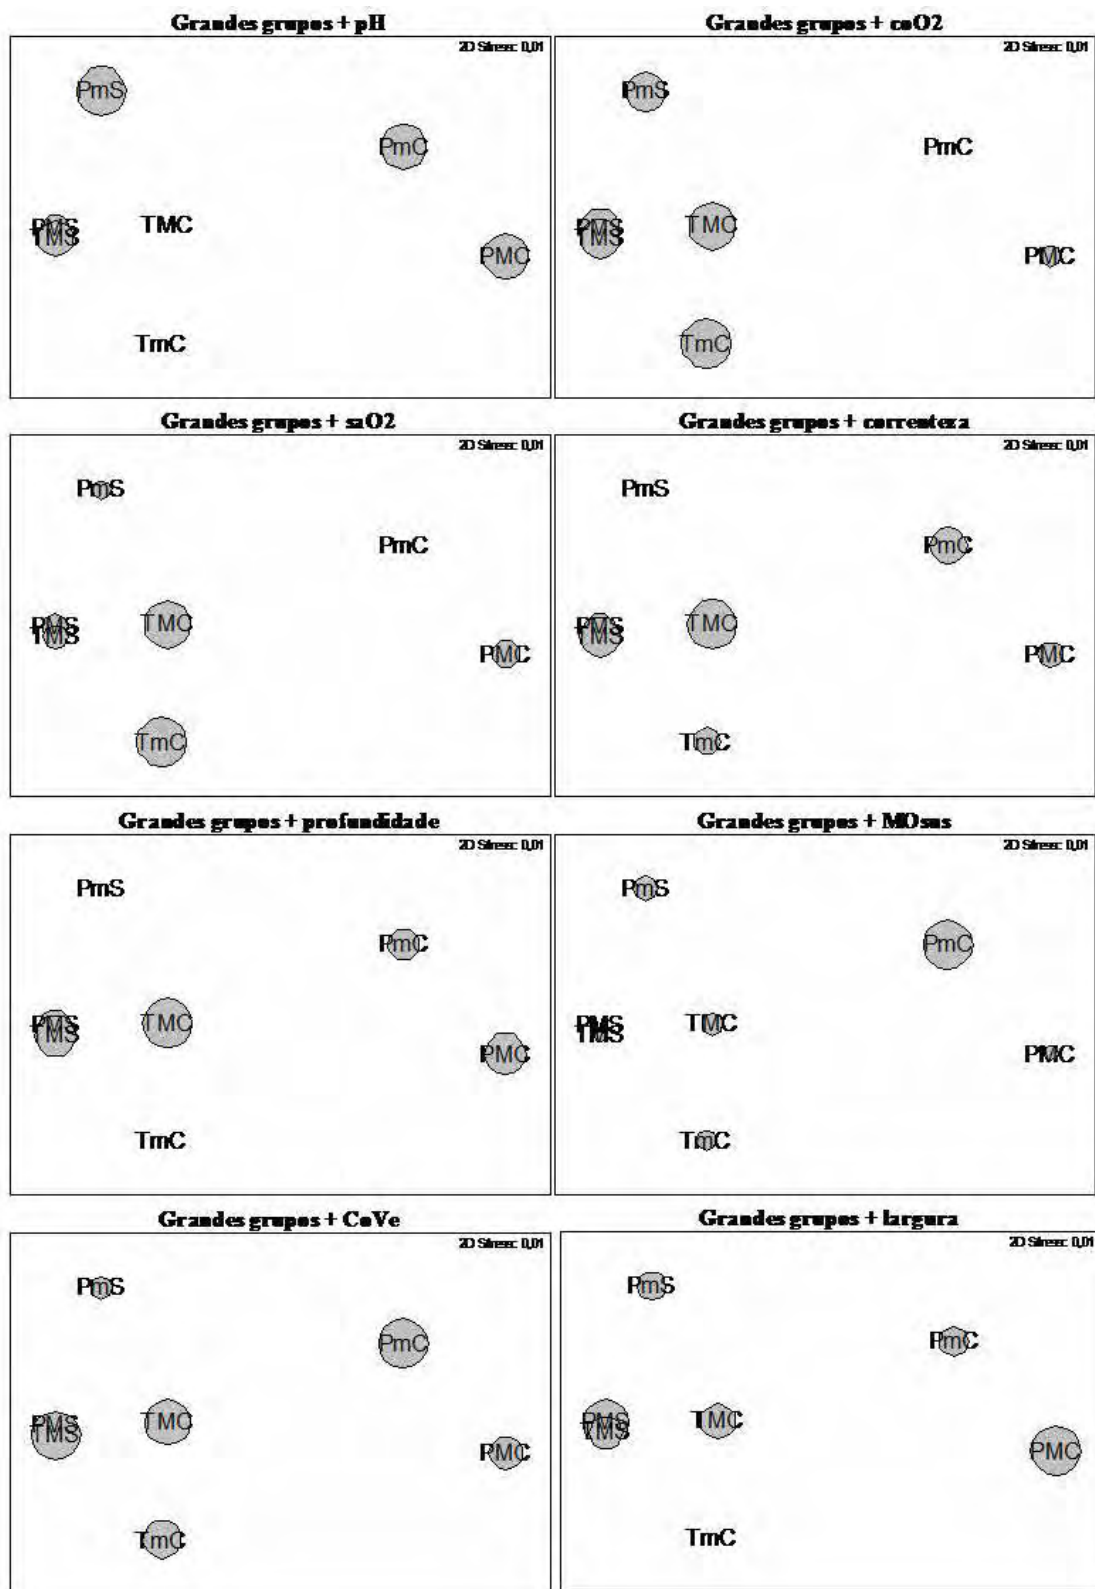 Grandes grupos + pH
2D Stress: 0,01
PmS
PmC
PMS
TMS
TMC
PMC
TmC
Grandes grupos + coO2
2D Stress: 0,01
PmS
PmC
PMS
TMS
TMC
PMC
TmC
Grandes grupos + saO2
2D Stress: 0,01
PmS
PmC
PMS
TMS
TMC
PMC
TmC
Grandes grupos + correnteza
2D Stress: 0,01
PmS
PmC
PMS
TMS
TMC
PMC
TmC
Grandes grupos + profundidade
2D Stress: 0,01
PmS
PmC
PMS
TMS
TMC
PMC
TmC
Grandes grupos + MOsus
2D Stress: 0,01
PmS
PmC
PMS
TMS
TMC
PMC
TmC
Grandes grupos + CoVe
2D Stress: 0,01
PmS
PmC
PMS
TMS
TMC
PMC
TmC
Grandes grupos + largura
2D Stress: 0,01
PmS
PmC
PMS
TMS
TMC
PMC
TmC